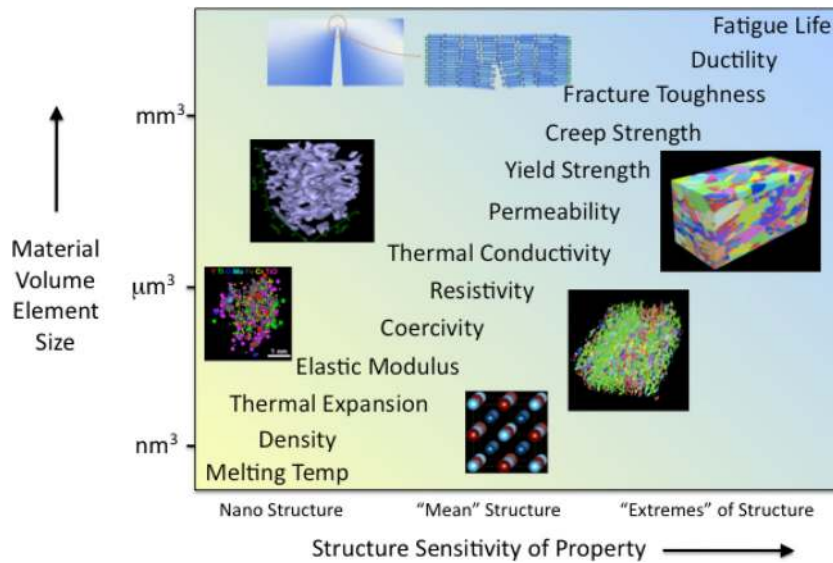 Fatigue Life
Ductility
Fracture Toughness
mm³
Creep Strength
Yield Strength
Permeability
Material
Volume
Element
Size
Thermal Conductivity
μm³
Resistivity
Coercivity
Elastic Modulus
Thermal Expansion
Density
nm³
Melting Temp
Nano Structure
"Mean" Structure
"Extremes" of Structure
Structure Sensitivity of Property